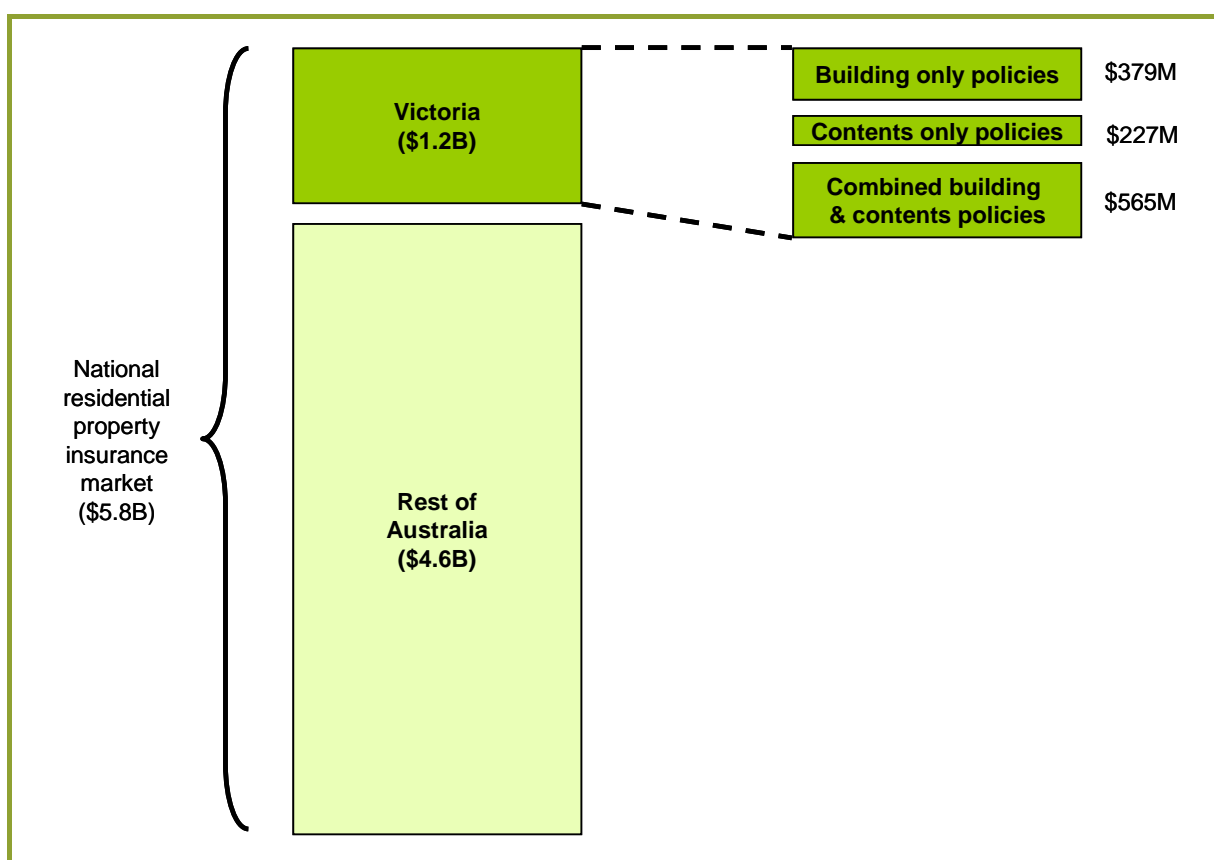 Victoria
($1.2B)
Building only policies
$379M
Contents only policies
$227M
Combined building
& contents policies
$565M
National
residential
property
insurance
market
($5.8B)
Rest of
Australia
($4.6B)